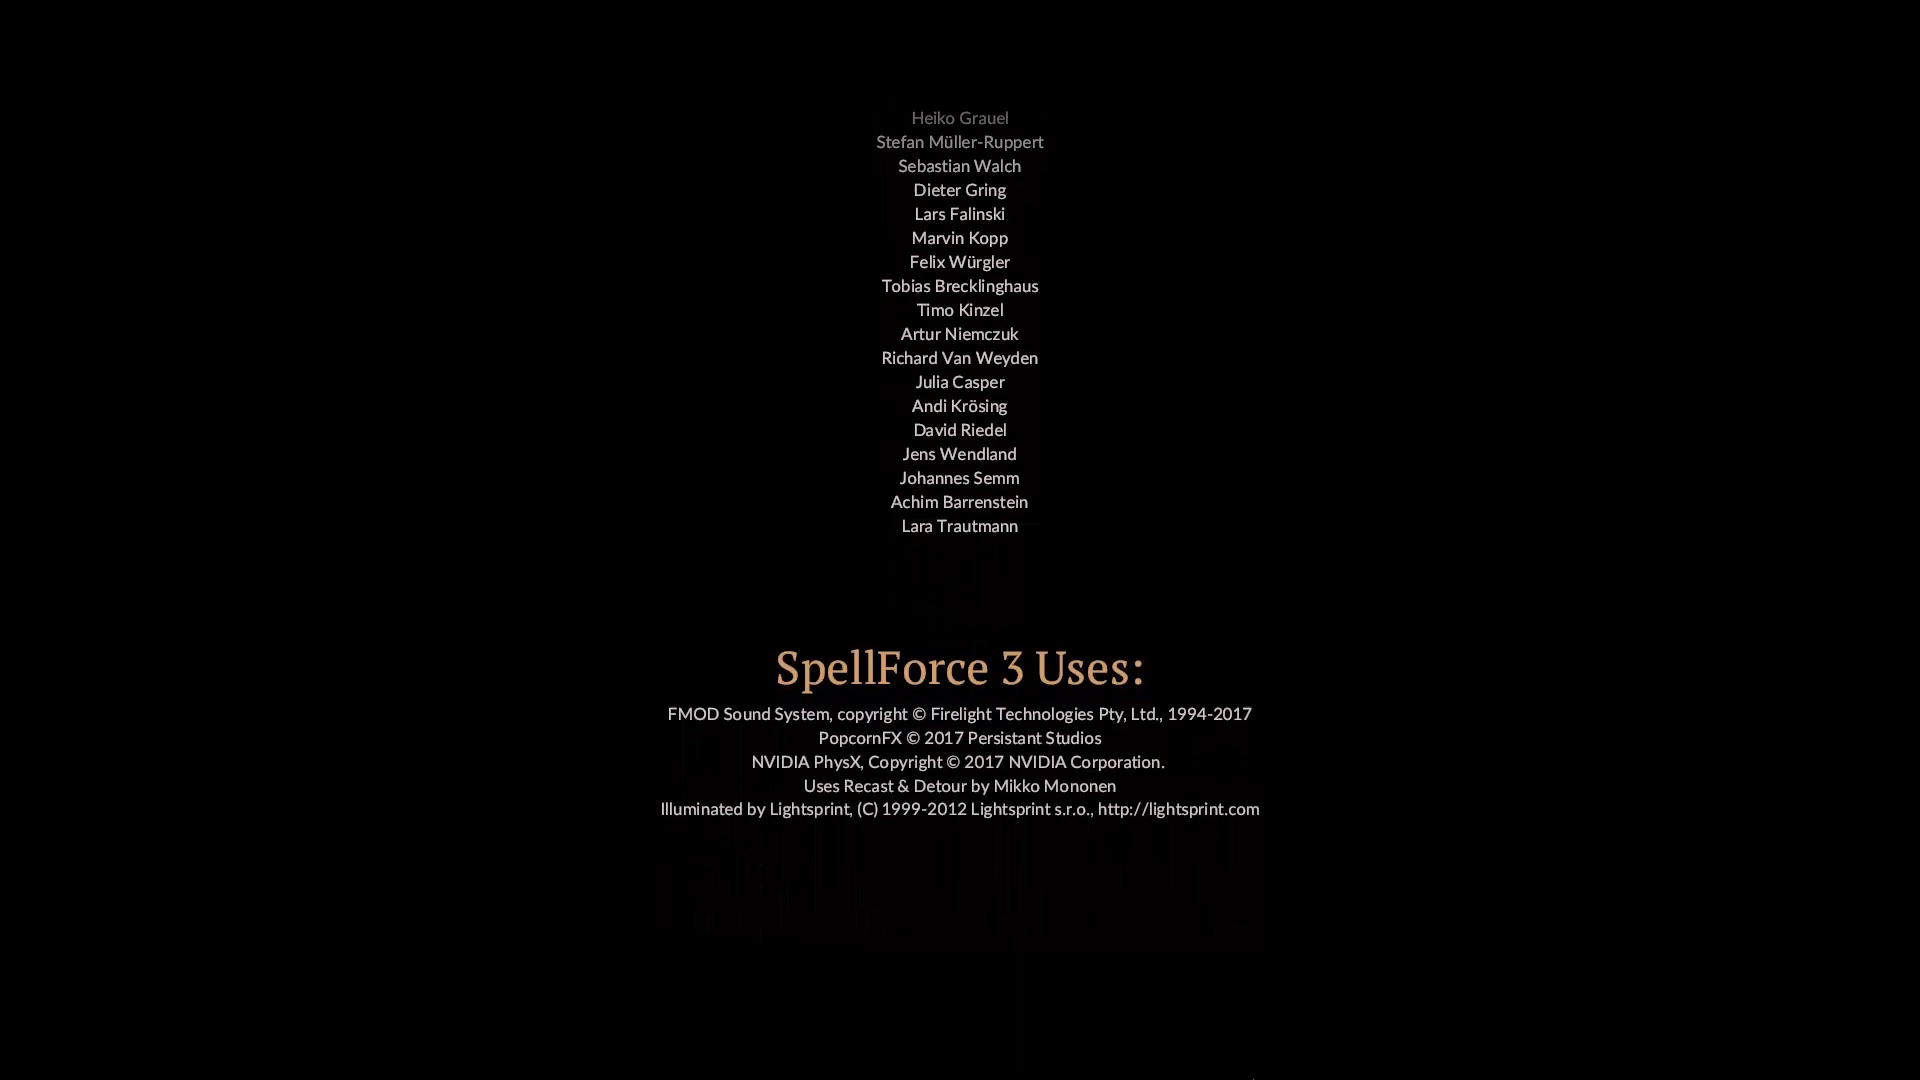 Heiko Grauel
Stefan Müller-Ruppert
Sebastian Walch
Dieter Gring
Lars Falinski
Marvin Kopp
Felix Würgler
Tobias Brecklinghaus
Timo Kinzel
Artur Niemczuk
Richard Van Weyden
Julia Casper
Andi Krösing
David Riedel
Jens Wendland
Johannes Semm
Achim Barrenstein
Lara Trautmann
SpellForce 3 Uses:
FMOD Sound System, copyright © Firelight Technologies Pty, Ltd., 1994-2017
PopcornFX © 2017 Persistant Studios
NVIDIA PhysX, Copyright © 2017 NVIDIA Corporation.
Uses Recast & Detour by Mikko Mononen
Illuminated by Lightsprint, (C) 1999-2012 Lightsprint s.r.o., http://lightsprint.com